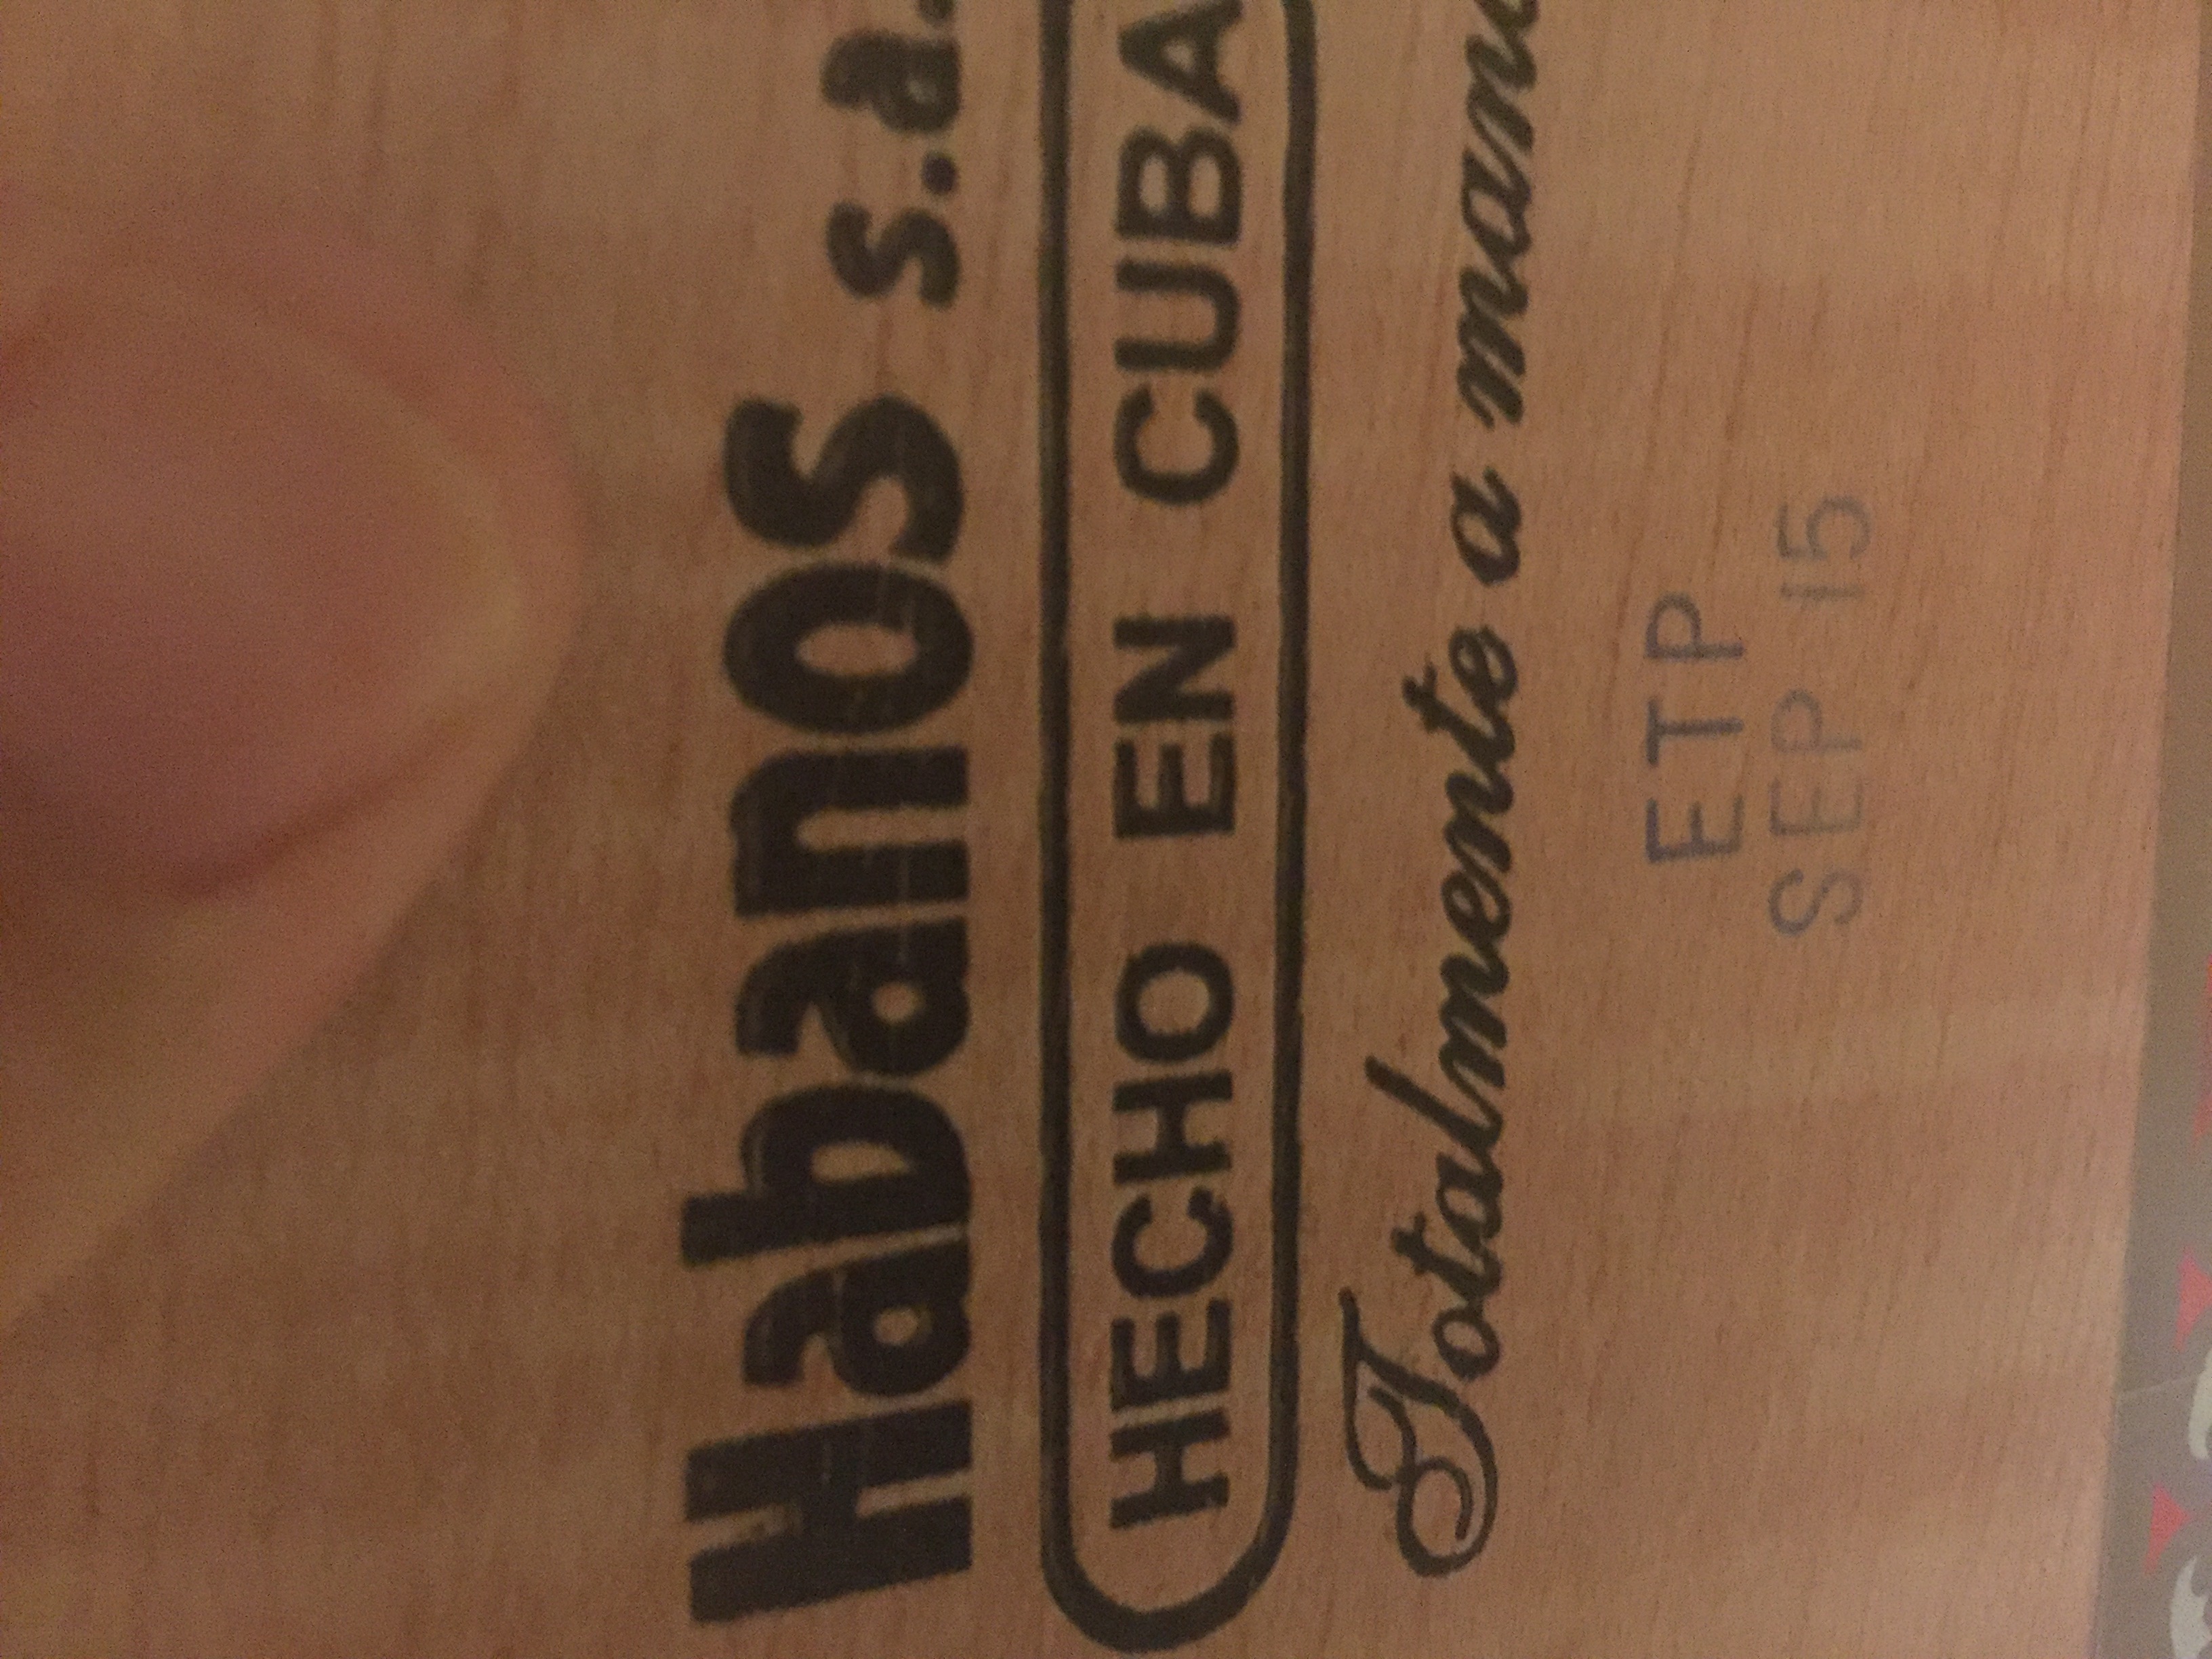 Habanos s.a.
HECHO EN CUBA
Totalmente a mano
ETP
SEP 15